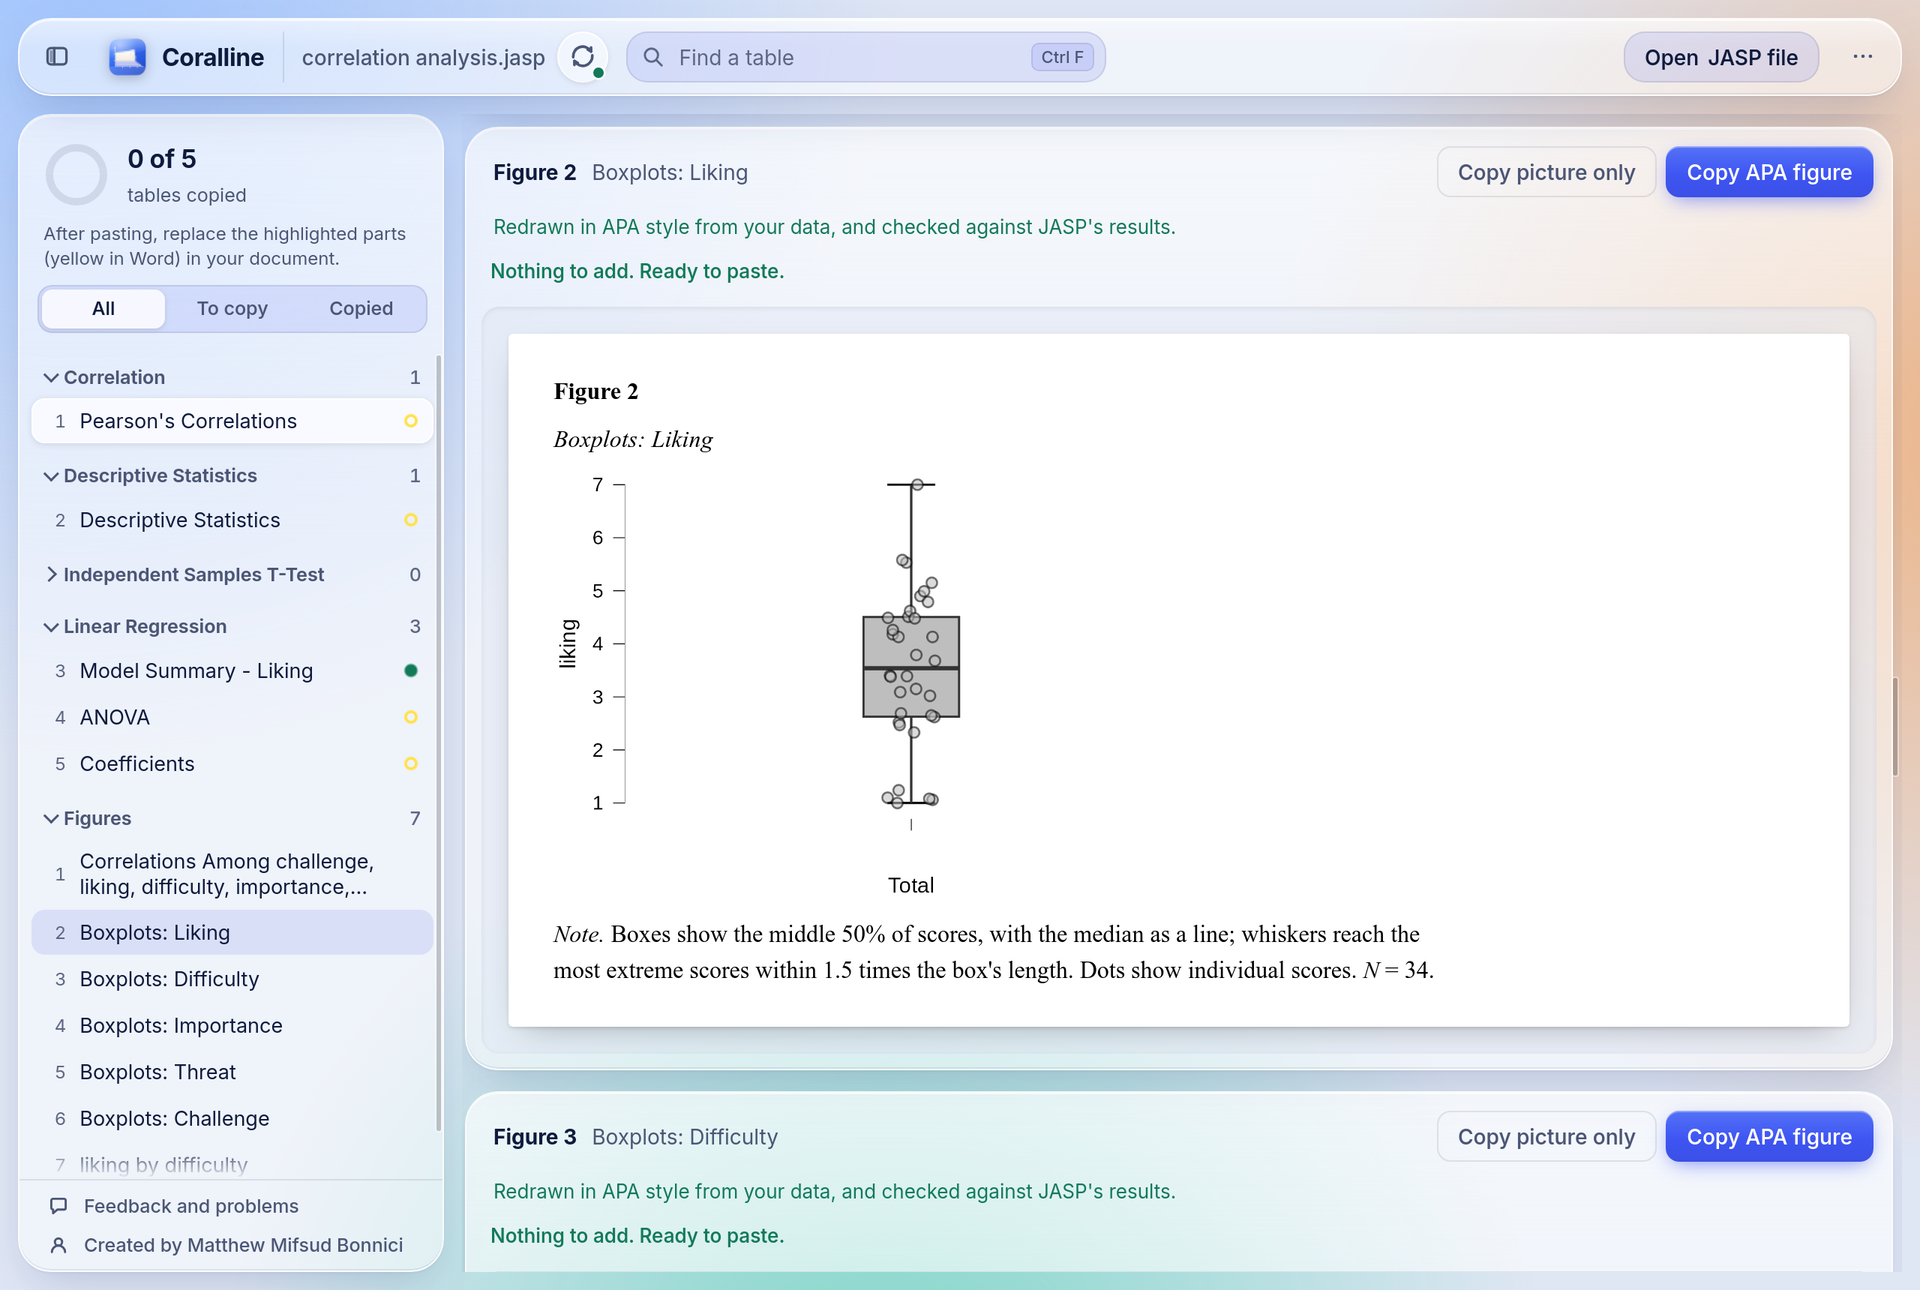 Coralline
correlation analysis.jasp
Find a table
Ctrl F
Open JASP file
0 of 5
tables copied
After pasting, replace the highlighted parts
(yellow in Word) in your document.
All
To copy
Copied
Correlation 1
1 Pearson's Correlations
Descriptive Statistics 1
2 Descriptive Statistics
Independent Samples T-Test 0
Linear Regression 3
3 Model Summary - Liking
4 ANOVA
5 Coefficients
Figures 7
1 Correlations Among challenge,
liking, difficulty, importance,...
2 Boxplots: Liking
3 Boxplots: Difficulty
4 Boxplots: Importance
5 Boxplots: Threat
6 Boxplots: Challenge
7 liking by difficulty
Feedback and problems
Created by Matthew Mifsud Bonnici
Figure 2 Boxplots: Liking
Copy picture only
Copy APA figure
Redrawn in APA style from your data, and checked against JASP's results.
Nothing to add. Ready to paste.
Figure 2
Boxplots: Liking
7
6
5
4
3
2
1
liking
Total
Note. Boxes show the middle 50% of scores, with the median as a line; whiskers reach the
most extreme scores within 1.5 times the box's length. Dots show individual scores. N = 34.
Figure 3 Boxplots: Difficulty
Copy picture only
Copy APA figure
Redrawn in APA style from your data, and checked against JASP's results.
Nothing to add. Ready to paste.